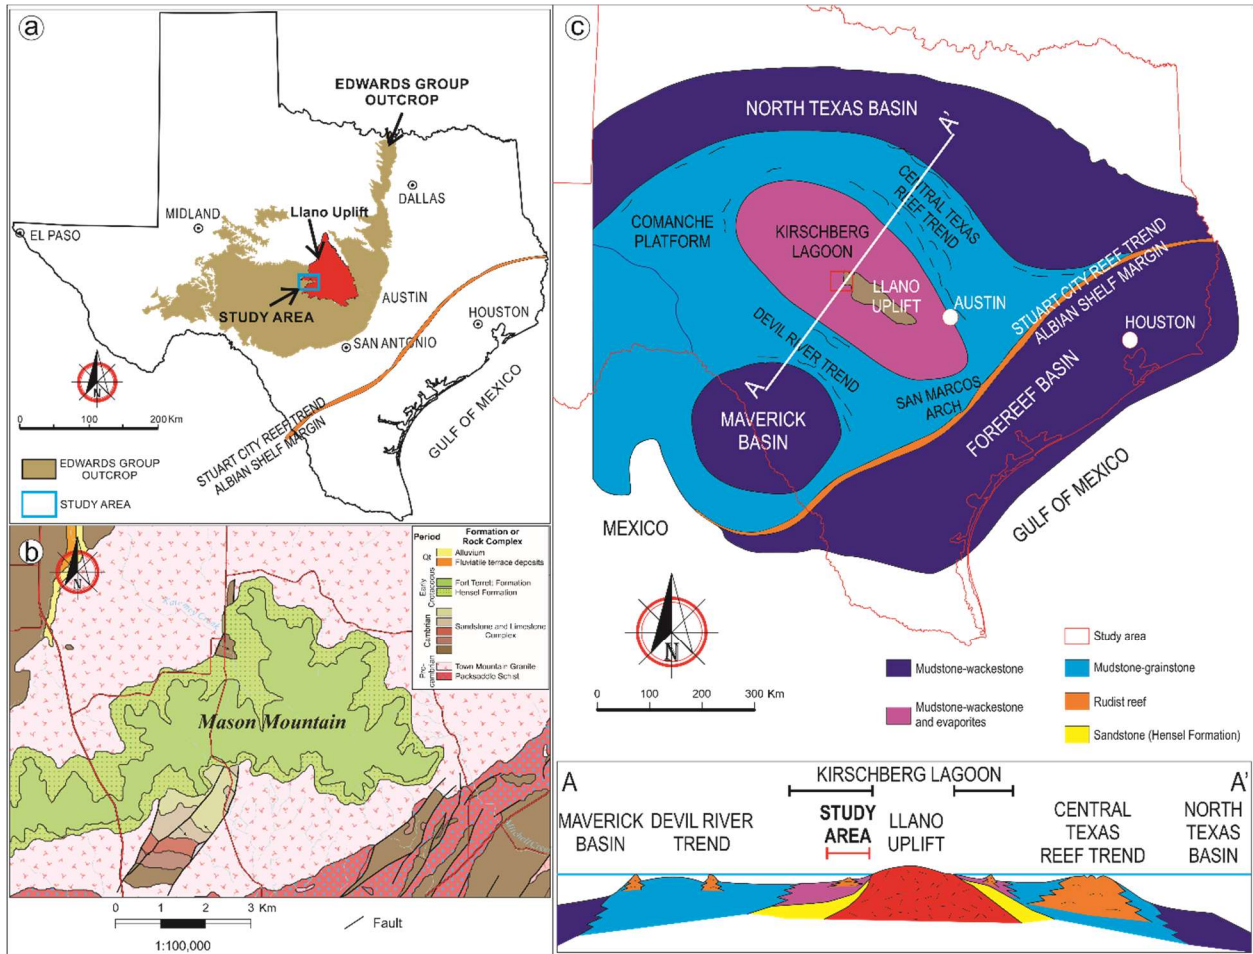 a
EDWARDS GROUP
OUTCROP
DALLAS
MIDLAND
Llano Uplift
EL PASO
AUSTIN
STUDY AREA
HOUSTON
SAN ANTONIO
N
0 100 200 Km
STUART CITY REEF TREND
ALBIAN SHELF MARGIN
GULF OF MEXICO
EDWARDS GROUP
OUTCROP
STUDY AREA
b
N
Period
Formation or
Rock Complex
Qt
Alluvium
Fluviatile terrace deposits
Early
Cretaceous
Fort Terret Formation
Hensel Formation
Cambrian
Sandstone and Limestone
Complex
Pre-
cambrian
Town Mountain Granite
Packsaddle Schist
Mason Mountain
0 1 2 3 Km
1:100,000
Fault
c
NORTH TEXAS BASIN
A'
CENTRAL TEXAS
REEF TREND
COMANCHE
PLATFORM
KIRSCHBERG
LAGOON
LLANO
UPLIFT
AUSTIN
STUART CITY REEF TREND
ALBIAN SHELF MARGIN
HOUSTON
DEVIL RIVER TREND
A
SAN MARCOS
ARCH
MAVERICK
BASIN
FOREREEF BASIN
GULF OF MEXICO
MEXICO
N
0 100 200 300 Km
Study area
Mudstone-wackestone
Mudstone-grainstone
Mudstone-wackestone
and evaporites
Rudist reef
Sandstone (Hensel Formation)
A
A'
KIRSCHBERG LAGOON
MAVERICK
BASIN
DEVIL RIVER
TREND
STUDY
AREA
LLANO
UPLIFT
CENTRAL
TEXAS
REEF TREND
NORTH
TEXAS
BASIN